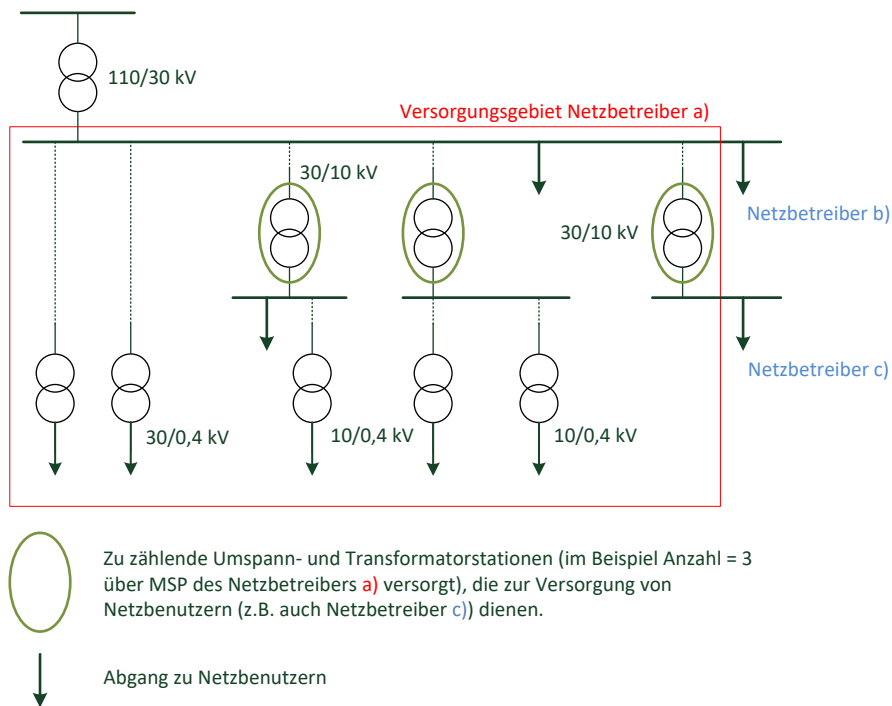 110/30 kV
Versorgungsgebiet Netzbetreiber a)
30/10 kV
Netzbetreiber b)
30/10 kV
Netzbetreiber c)
30/0,4 kV
10/0,4 kV
10/0,4 kV
Zu zählende Umspann- und Transformatorstationen (im Beispiel Anzahl = 3
über MSP des Netzbetreibers a) versorgt), die zur Versorgung von
Netzbenutzern (z.B. auch Netzbetreiber c)) dienen.
Abgang zu Netzbenutzern